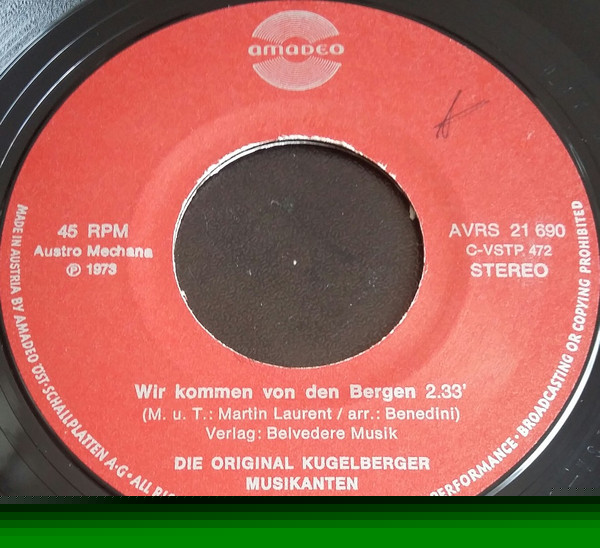 amadeo
45 RPM
Austro Mechana
℗ 1973
AVRS 21 690
C-VSTP 472
STEREO
Wir kommen von den Bergen 2.33'
(M. u. T.: Martin Laurent / arr.: Benedini)
Verlag: Belvedere Musik
DIE ORIGINAL KUGELBERGER
MUSIKANTEN
MADE IN AUSTRIA BY AMADEO ÖST. SCHALLPLATTEN A·G · ALL
PERFORMANCE · BROADCASTING OR COPYING PROHIBITED